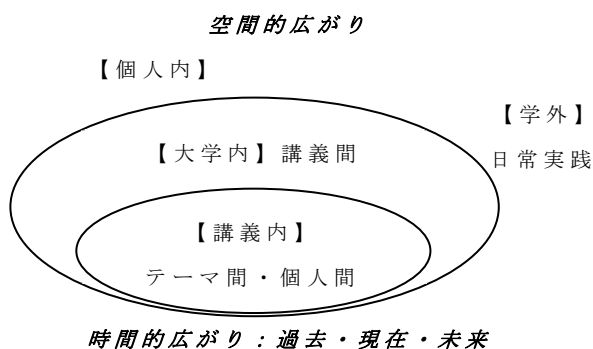 空間的広がり
【個人内】
【学外】
日常実践
【大学内】講義間
【講義内】
テーマ間・個人間
時間的広がり：過去・現在・未来